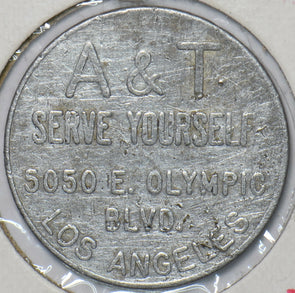 A & T
SERVE YOURSELF
5050 E. OLYMPIC
BLVD.
LOS ANGELES